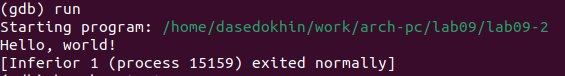 (gdb) run
Starting program: /home/dasedokhin/work/arch-pc/lab09/lab09-2
Hello, world!
[Inferior 1 (process 15159) exited normally]